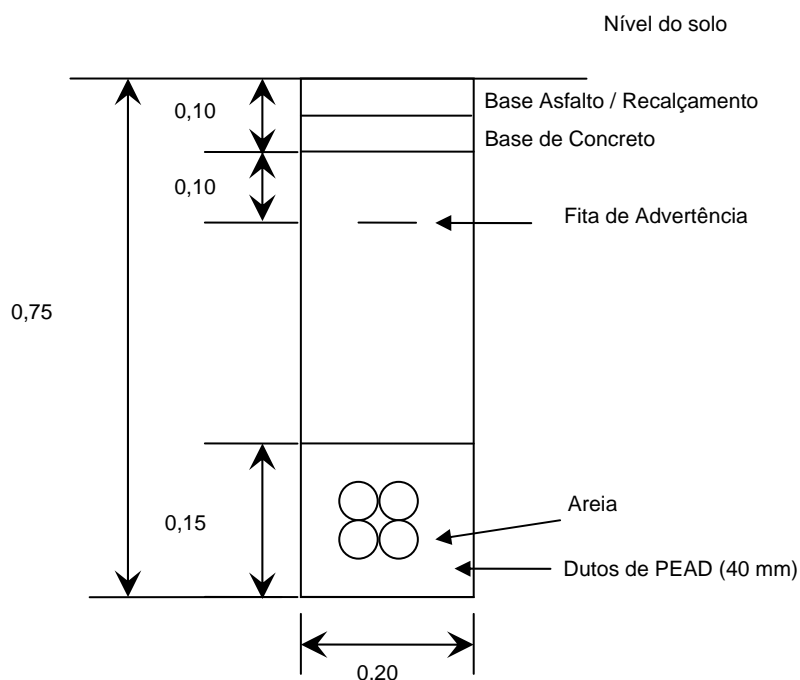 Nível do solo
Base Asfalto / Recalçamento
0,10
Base de Concreto
0,10
Fita de Advertência
0,75
Areia
0,15
Dutos de PEAD (40 mm)
0,20